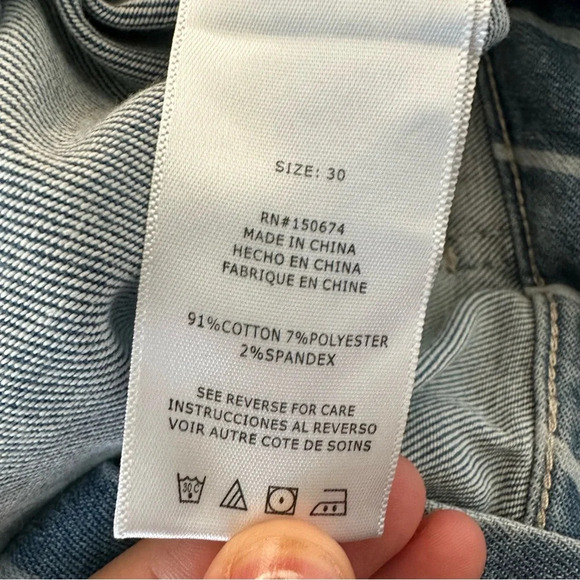 SIZE: 30
RN#150674
MADE IN CHINA
HECHO EN CHINA
FABRIQUE EN CHINE
91%COTTON 7%POLYESTER
2%SPANDEX
SEE REVERSE FOR CARE
INSTRUCCIONES AL REVERSO
VOIR AUTRE COTE DE SOINS
30C